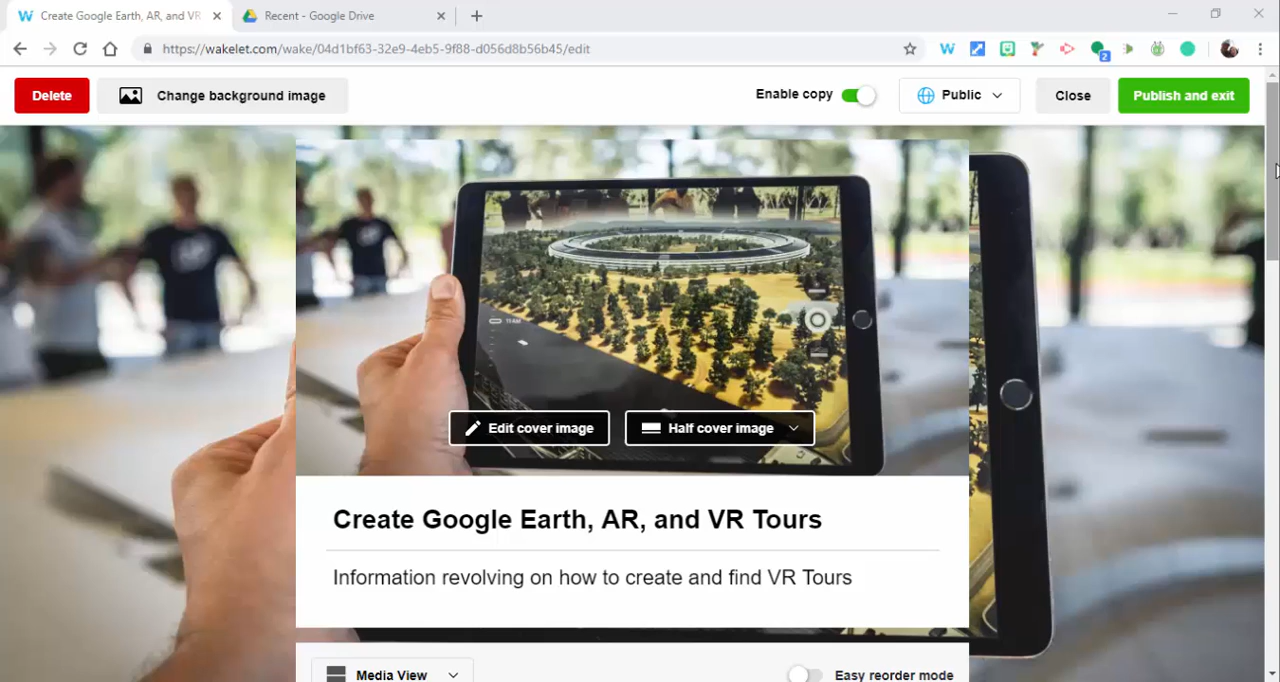 Create Google Earth, AR, and VR
Recent - Google Drive
https://wakelet.com/wake/04d1bf63-32e9-4eb5-9f88-d056d8b56b45/edit
2
Delete
Change background image
Enable copy
Public
Close
Publish and exit
Edit cover image
Half cover image
Create Google Earth, AR, and VR Tours
Information revolving on how to create and find VR Tours
Media View
Easy reorder mode